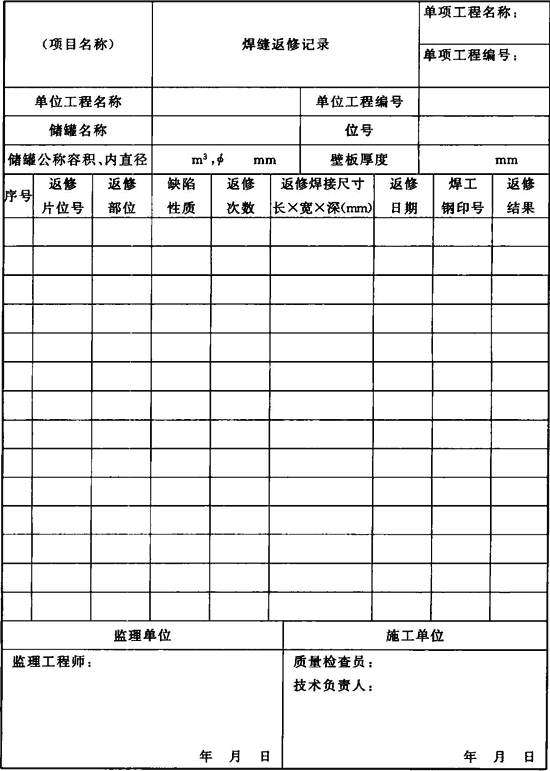 （项目名称）
焊缝返修记录
单项工程名称：
单项工程编号：
单位工程名称
单位工程编号
储罐名称
位号
储罐公称容积、内直径
m³，ϕ mm
壁板厚度
mm
序号
返修
片位号
返修
部位
缺陷
性质
返修
次数
返修焊接尺寸
长×宽×深(mm)
返修
日期
焊工
钢印号
返修
结果
监理单位
施工单位
监理工程师：
质量检查员：
技术负责人：
年 月 日
年 月 日